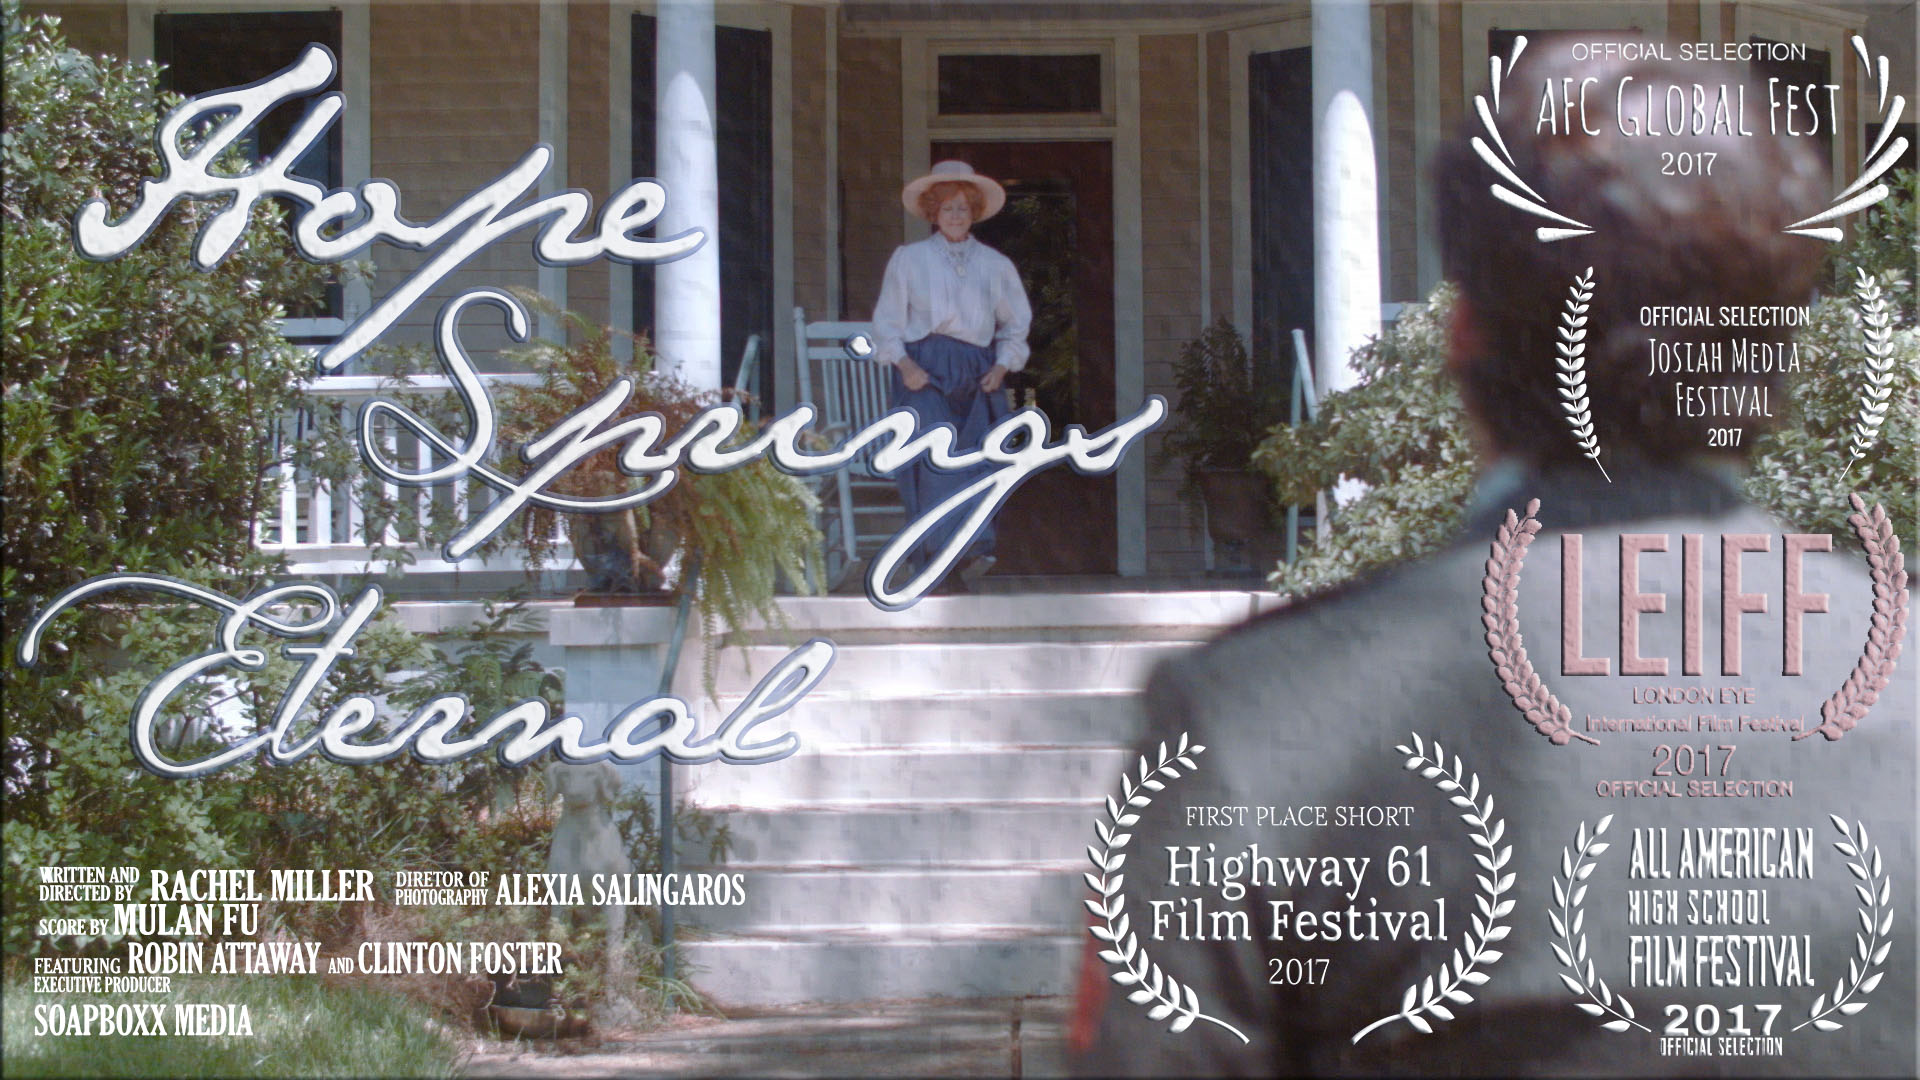 Hope
Springs
Eternal
WRITTEN AND
DIRECTED BY RACHEL MILLER
DIRETOR OF
PHOTOGRAPHY ALEXIA SALINGAROS
SCORE BY MULAN FU
FEATURING ROBIN ATTAWAY AND CLINTON FOSTER
EXECUTIVE PRODUCER
SOAPBOXX MEDIA
OFFICIAL SELECTION
AFC GLOBAL FEST
2017
OFFICIAL SELECTION
JOSIAH MEDIA
FESTIVAL
2017
LEIFF
LONDON EYE
International Film Festival
2017
OFFICIAL SELECTION
FIRST PLACE SHORT
Highway 61
Film Festival
2017
ALL AMERICAN
HIGH SCHOOL
FILM FESTIVAL
2017
OFFICIAL SELECTION